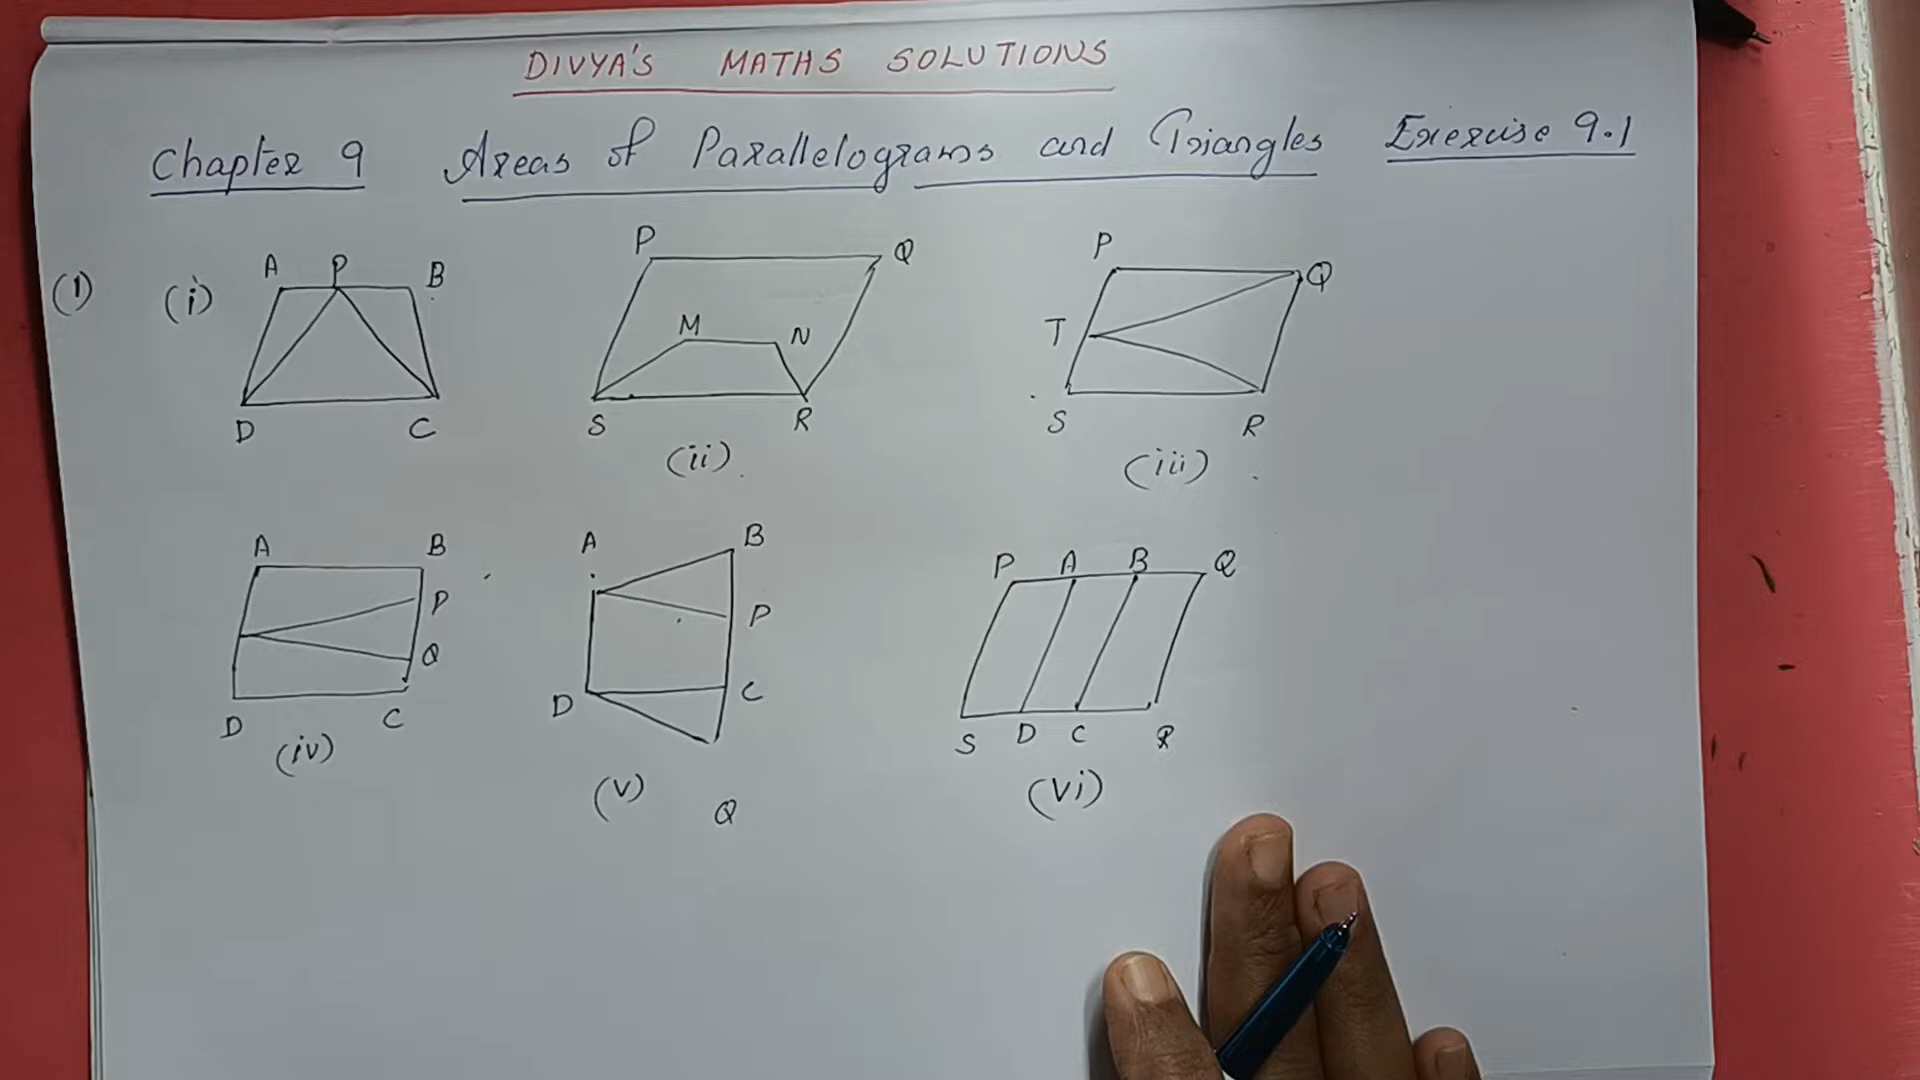 DIVYA'S MATHS SOLUTIONS
Chapter 9 Areas of Parallelograms and Triangles Exercise 9.1
(1) (i) A P B
D C
P Q
M N
S R
(ii)
P Q
T
S R
(iii)
A B
P
Q
D C
(iv)
A B
P
D C
(v) Q
P A B Q
S D C R
(vi)